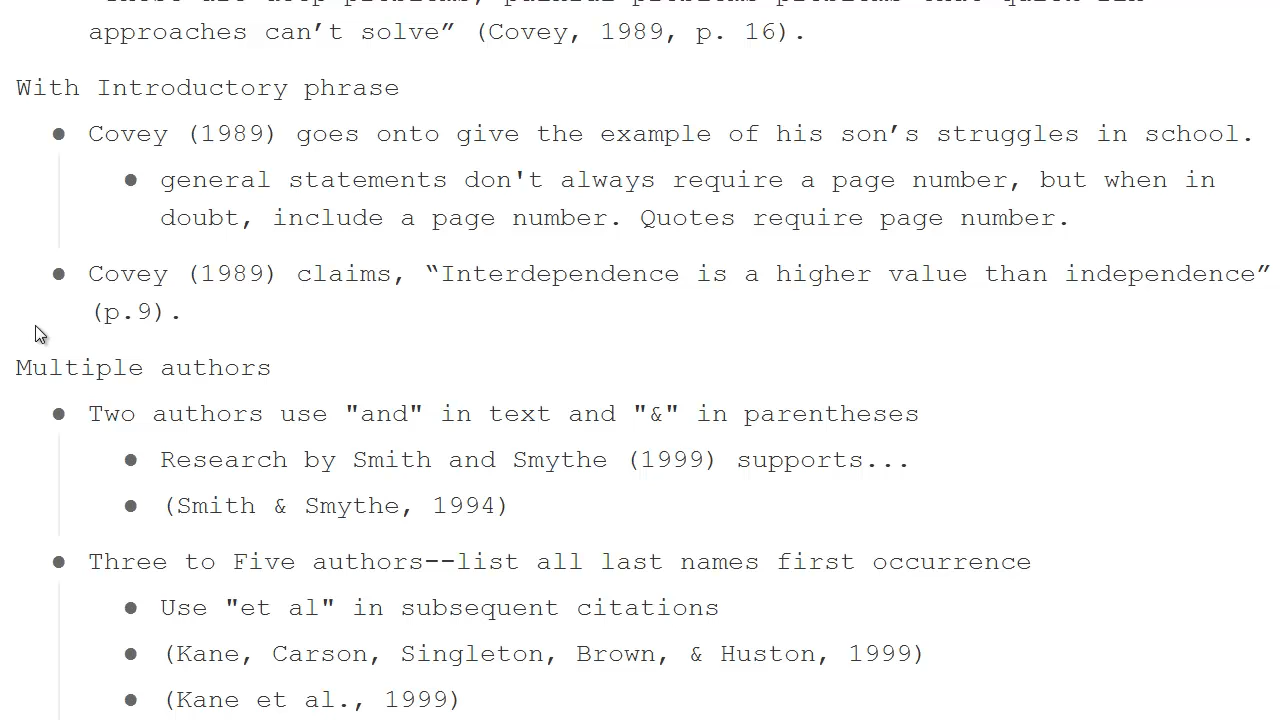 approaches can’t solve” (Covey, 1989, p. 16).
With Introductory phrase
● Covey (1989) goes onto give the example of his son’s struggles in school.
● general statements don't always require a page number, but when in
doubt, include a page number. Quotes require page number.
● Covey (1989) claims, “Interdependence is a higher value than independence”
(p.9).
Multiple authors
● Two authors use "and" in text and "&" in parentheses
● Research by Smith and Smythe (1999) supports...
● (Smith & Smythe, 1994)
● Three to Five authors--list all last names first occurrence
● Use "et al" in subsequent citations
● (Kane, Carson, Singleton, Brown, & Huston, 1999)
● (Kane et al., 1999)